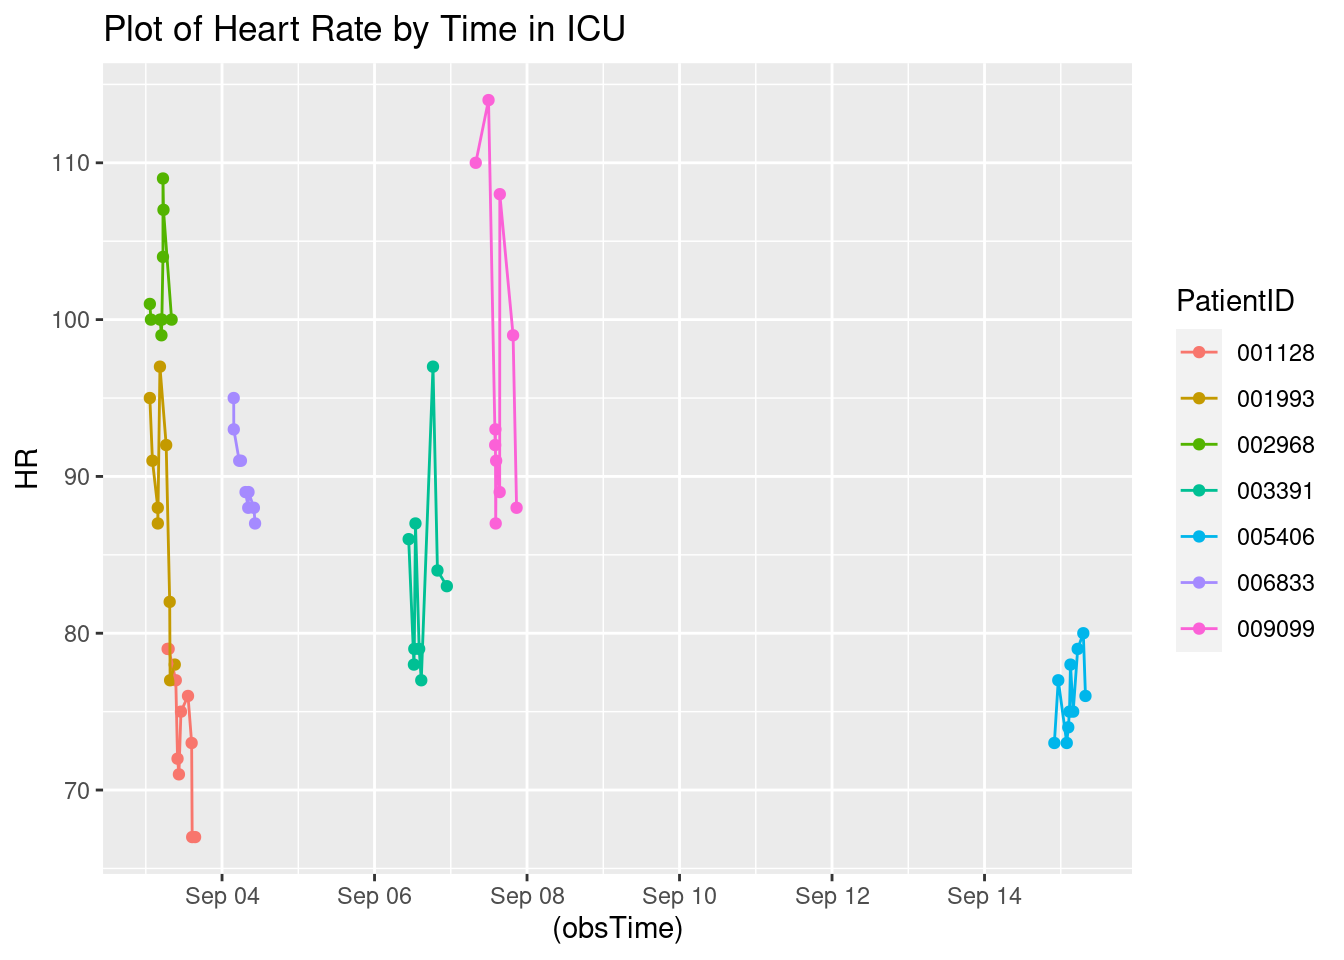 Plot of Heart Rate by Time in ICU
110
100
90
80
70
HR
Sep 04 Sep 06 Sep 08 Sep 10 Sep 12 Sep 14
(obsTime)
PatientID
001128
001993
002968
003391
005406
006833
009099